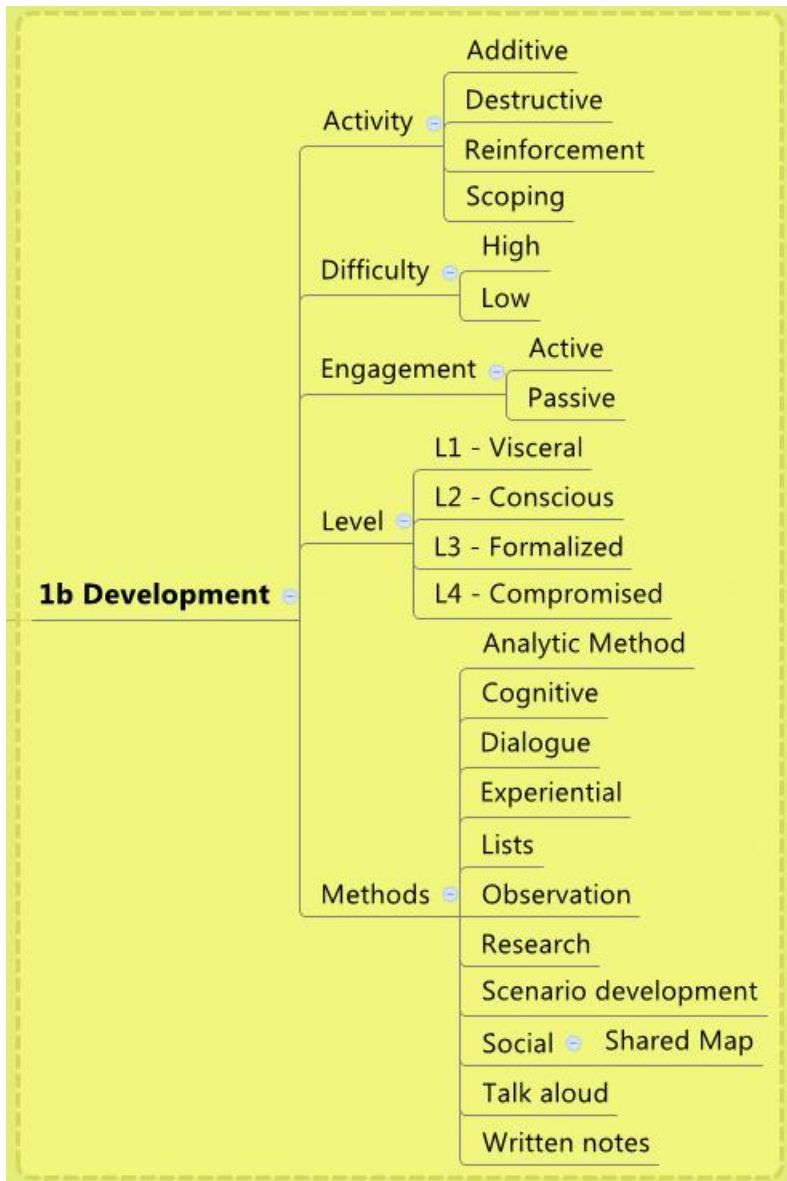 Additive
Destructive
Activity
Reinforcement
Scoping
High
Difficulty
Low
Active
Engagement
Passive
L1 - Visceral
L2 - Conscious
Level
L3 - Formalized
1b Development
L4 - Compromised
Analytic Method
Cognitive
Dialogue
Experiential
Lists
Methods
Observation
Research
Scenario development
Social Shared Map
Talk aloud
Written notes